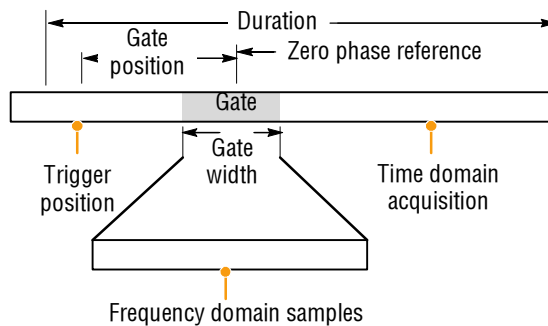 Duration
Gate
position
Zero phase reference
Gate
Gate
width
Trigger
position
Time domain
acquisition
Frequency domain samples